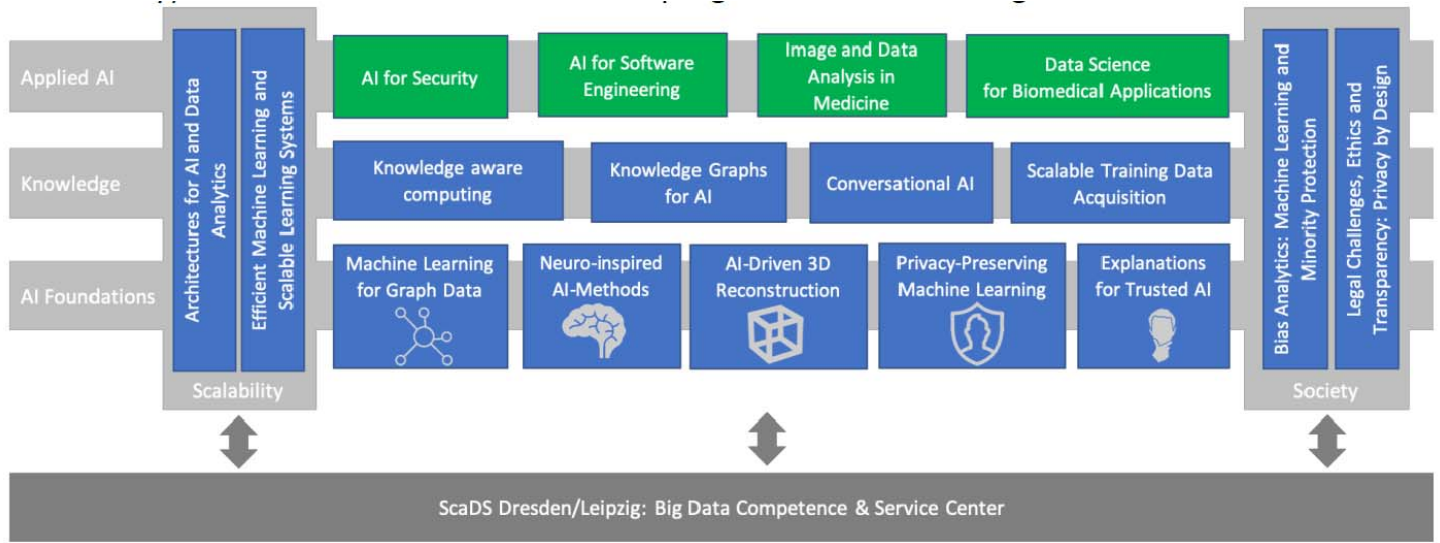 Applied AI
Architectures for AI and Data
Analytics
Efficient Machine Learning and
Scalable Learning Systems
Scalability
AI for Security
AI for Software
Engineering
Image and Data
Analysis in
Medicine
Data Science
for Biomedical Applications
Knowledge
Knowledge aware
computing
Knowledge Graphs
for AI
Conversational AI
Scalable Training Data
Acquisition
AI Foundations
Machine Learning
for Graph Data
Neuro-inspired
AI-Methods
AI-Driven 3D
Reconstruction
Privacy-Preserving
Machine Learning
Explanations
for Trusted AI
Bias Analytics: Machine Learning and
Minority Protection
Legal Challenges, Ethics and
Transparency: Privacy by Design
Society
ScaDS Dresden/Leipzig: Big Data Competence & Service Center